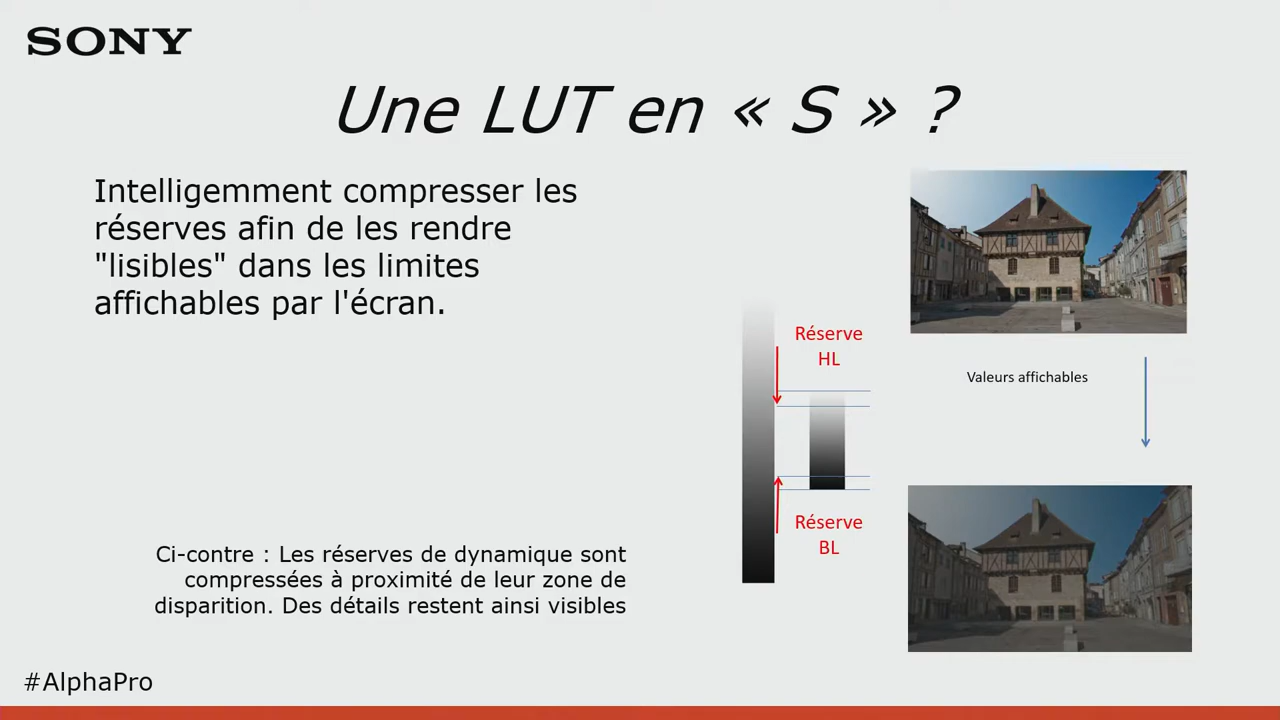 SONY
Une LUT en « S » ?
Intelligemment compresser les
réserves afin de les rendre
"lisibles" dans les limites
affichables par l'écran.
Réserve
HL
Valeurs affichables
Réserve
BL
Ci-contre : Les réserves de dynamique sont
compressées à proximité de leur zone de
disparition. Des détails restent ainsi visibles
#AlphaPro